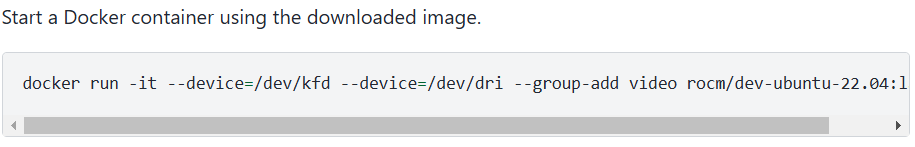 Start a Docker container using the downloaded image.
docker run -it --device=/dev/kfd --device=/dev/dri --group-add video rocm/dev-ubuntu-22.04:l